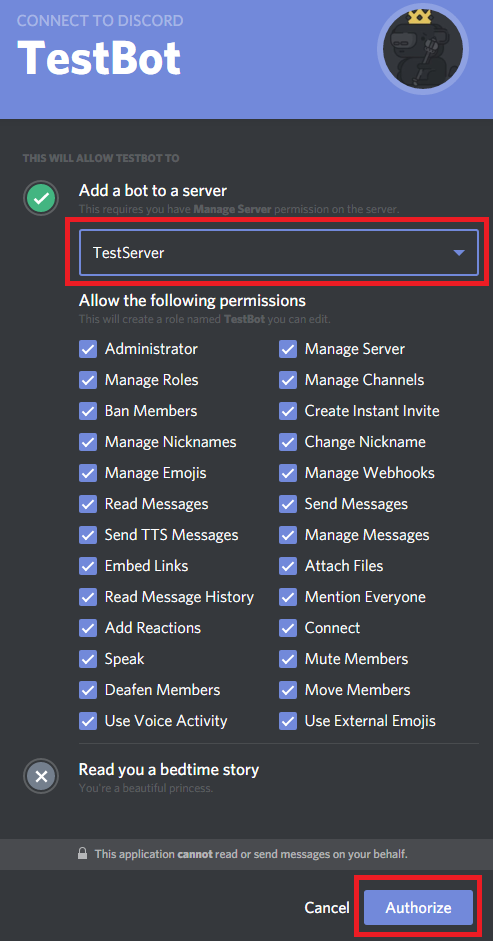 CONNECT TO DISCORD
TestBot
THIS WILL ALLOW TESTBOT TO
Add a bot to a server
This requires you have Manage Server permission on the server.
TestServer
Allow the following permissions
This will create a role named TestBot you can edit.
Administrator Manage Server
Manage Roles Manage Channels
Ban Members Create Instant Invite
Manage Nicknames Change Nickname
Manage Emojis Manage Webhooks
Read Messages Send Messages
Send TTS Messages Manage Messages
Embed Links Attach Files
Read Message History Mention Everyone
Add Reactions Connect
Speak Mute Members
Deafen Members Move Members
Use Voice Activity Use External Emojis
Read you a bedtime story
You're a beautiful princess.
This application cannot read or send messages on your behalf.
Cancel Authorize